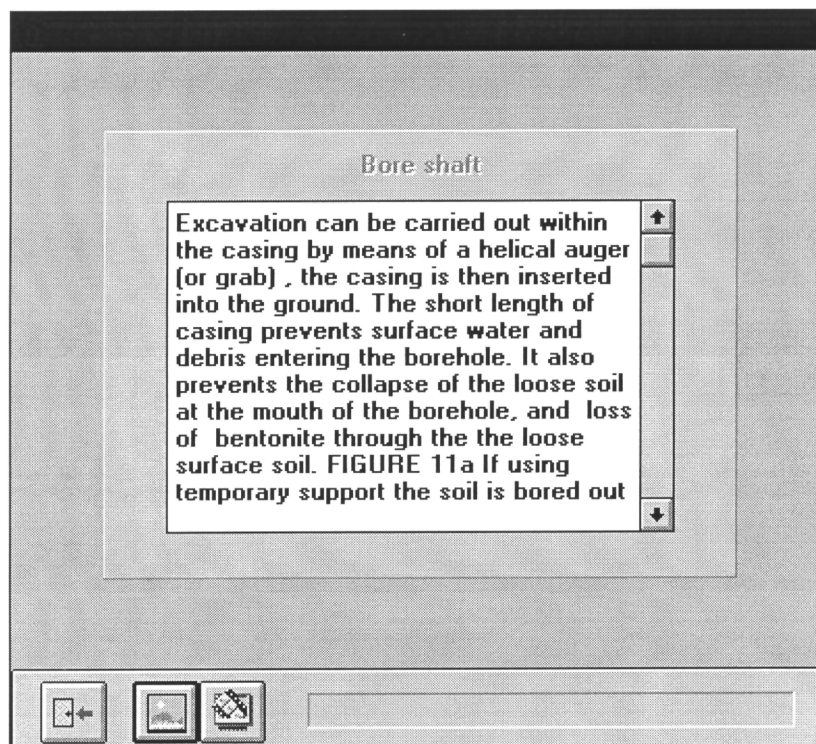 Bore shaft
Excavation can be carried out within
the casing by means of a helical auger
(or grab) , the casing is then inserted
into the ground. The short length of
casing prevents surface water and
debris entering the borehole. It also
prevents the collapse of the loose soil
at the mouth of the borehole, and  loss
of  bentonite through the the loose
surface soil. FIGURE 11a If using
temporary support the soil is bored out